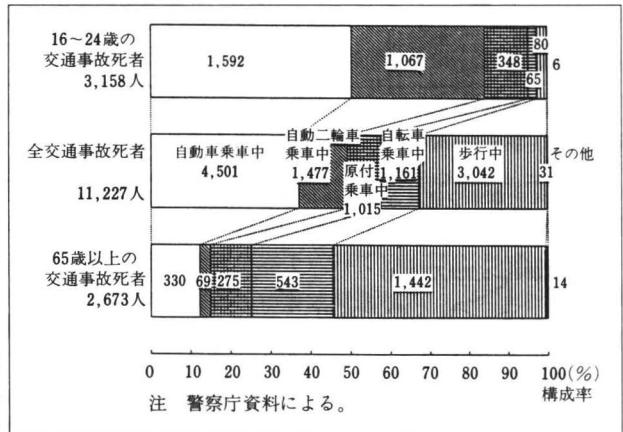 16～24歳の
交通事故死者
3,158人
1,592
1,067
348
65
80
6
全交通事故死者
11,227人
自動車乗車中
4,501
自動二輪車
乗車中
1,477
原付
乗車中
1,015
自転車
乗車中
1,161
歩行中
3,042
その他
31
65歳以上の
交通事故死者
2,673人
330
69
275
543
1,442
14
0 10 20 30 40 50 60 70 80 90 100(%)
構成率
注 警察庁資料による。